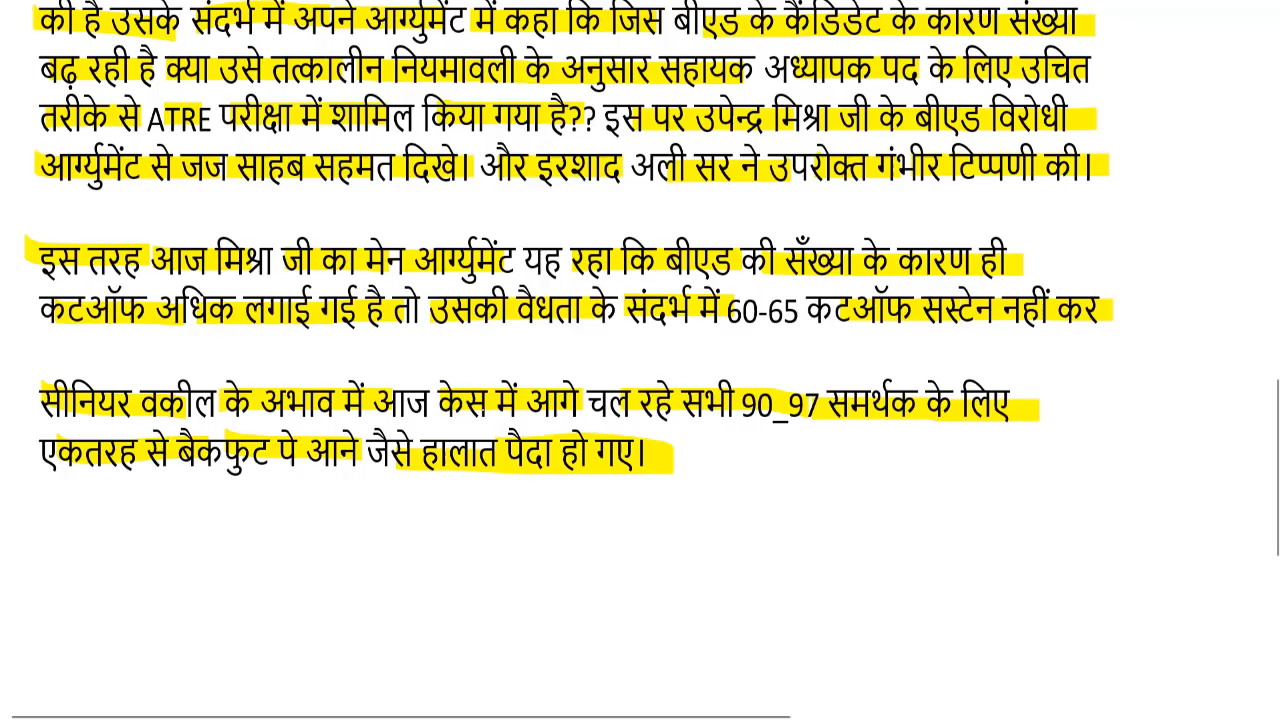 की है उसके संदर्भ में अपने आर्ग्युमेंट में कहा कि जिस बीएड के कैंडिडेट के कारण संख्या
बढ़ रही है क्या उसे तत्कालीन नियमावली के अनुसार सहायक अध्यापक पद के लिए उचित
तरीके से ATRE परीक्षा में शामिल किया गया है?? इस पर उपेन्द्र मिश्रा जी के बीएड विरोधी
आर्ग्युमेंट से जज साहब सहमत दिखे। और इरशाद अली सर ने उपरोक्त गंभीर टिप्पणी की।
इस तरह आज मिश्रा जी का मेन आर्ग्युमेंट यह रहा कि बीएड की सँख्या के कारण ही
कटऑफ अधिक लगाई गई है तो उसकी वैधता के संदर्भ में 60-65 कटऑफ सस्टेन नहीं कर
सीनियर वकील के अभाव में आज केस में आगे चल रहे सभी 90_97 समर्थक के लिए
एकतरह से बैकफुट पे आने जैसे हालात पैदा हो गए।